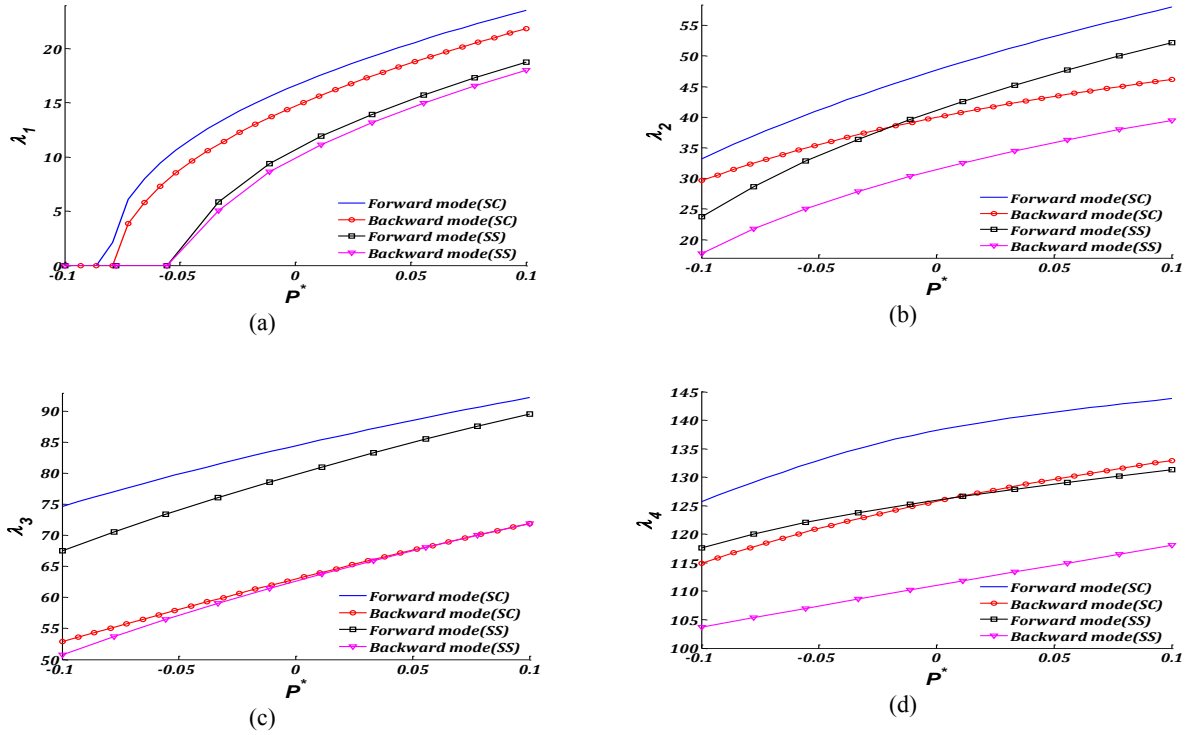 20
15
10
5
0
λ1
Forward mode(SC)
Backward mode(SC)
Forward mode(SS)
Backward mode(SS)
-0.1
-0.05
0
0.05
0.1
P*
(a)
55
50
45
40
35
30
25
20
λ2
Forward mode(SC)
Backward mode(SC)
Forward mode(SS)
Backward mode(SS)
-0.1
-0.05
0
0.05
0.1
P*
(b)
90
85
80
75
70
65
60
55
50
λ3
Forward mode(SC)
Backward mode(SC)
Forward mode(SS)
Backward mode(SS)
-0.1
-0.05
0
0.05
0.1
P*
(c)
145
140
135
130
125
120
115
110
105
100
λ4
Forward mode(SC)
Backward mode(SC)
Forward mode(SS)
Backward mode(SS)
-0.1
-0.05
0
0.05
0.1
P*
(d)